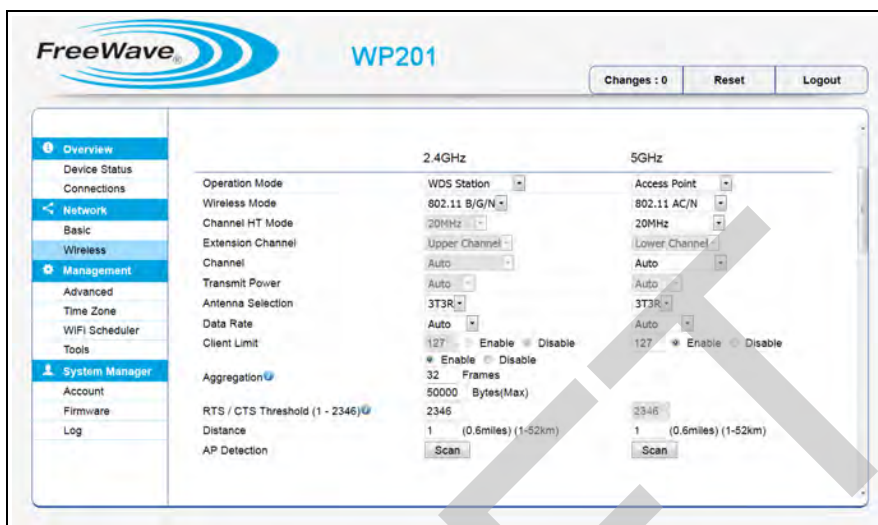 FreeWave®
WP201
Changes : 0 Reset Logout
Overview
Device Status
Connections
Network
Basic
Wireless
Management
Advanced
Time Zone
WiFi Scheduler
Tools
System Manager
Account
Firmware
Log
2.4GHz 5GHz
Operation Mode WDS Station Access Point
Wireless Mode 802.11 B/G/N 802.11 AC/N
Channel HT Mode 20MHz 20MHz
Extension Channel Upper Channel Lower Channel
Channel Auto Auto
Transmit Power Auto Auto
Antenna Selection 3T3R 3T3R
Data Rate Auto Auto
Client Limit 127 Enable Disable 127 Enable Disable
Enable Disable
Aggregation 32 Frames
50000 Bytes(Max)
RTS / CTS Threshold (1 - 2346) 2346 2346
Distance 1 (0.6miles) (1-52km) 1 (0.6miles) (1-52km)
AP Detection Scan Scan